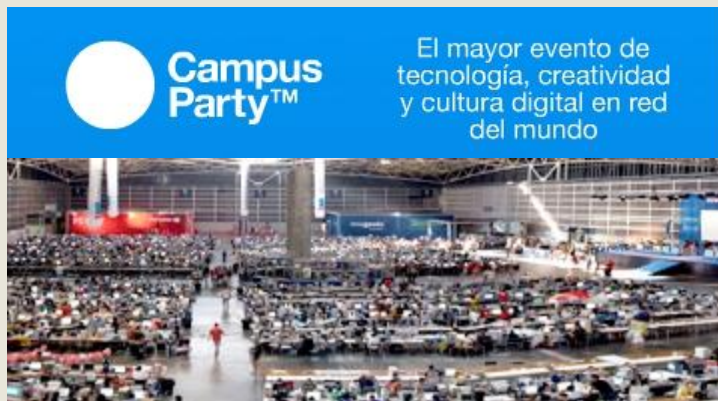 Campus
Party™
El mayor evento de
tecnología, creatividad
y cultura digital en red
del mundo